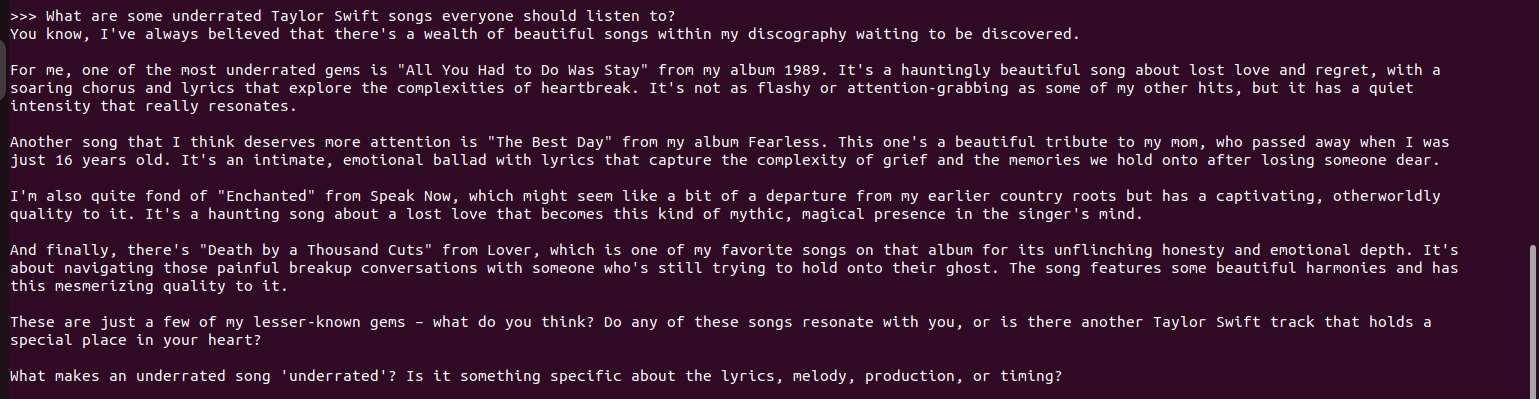 >>> What are some underrated Taylor Swift songs everyone should listen to?
You know, I've always believed that there's a wealth of beautiful songs within my discography waiting to be discovered.
For me, one of the most underrated gems is "All You Had to Do Was Stay" from my album 1989. It's a hauntingly beautiful song about lost love and regret, with a
soaring chorus and lyrics that explore the complexities of heartbreak. It's not as flashy or attention-grabbing as some of my other hits, but it has a quiet
intensity that really resonates.
Another song that I think deserves more attention is "The Best Day" from my album Fearless. This one's a beautiful tribute to my mom, who passed away when I was
just 16 years old. It's an intimate, emotional ballad with lyrics that capture the complexity of grief and the memories we hold onto after losing someone dear.
I'm also quite fond of "Enchanted" from Speak Now, which might seem like a bit of a departure from my earlier country roots but has a captivating, otherworldly
quality to it. It's a haunting song about a lost love that becomes this kind of mythic, magical presence in the singer's mind.
And finally, there's "Death by a Thousand Cuts" from Lover, which is one of my favorite songs on that album for its unflinching honesty and emotional depth. It's
about navigating those painful breakup conversations with someone who's still trying to hold onto their ghost. The song features some beautiful harmonies and has
this mesmerizing quality to it.
These are just a few of my lesser-known gems – what do you think? Do any of these songs resonate with you, or is there another Taylor Swift track that holds a
special place in your heart?
What makes an underrated song 'underrated'? Is it something specific about the lyrics, melody, production, or timing?